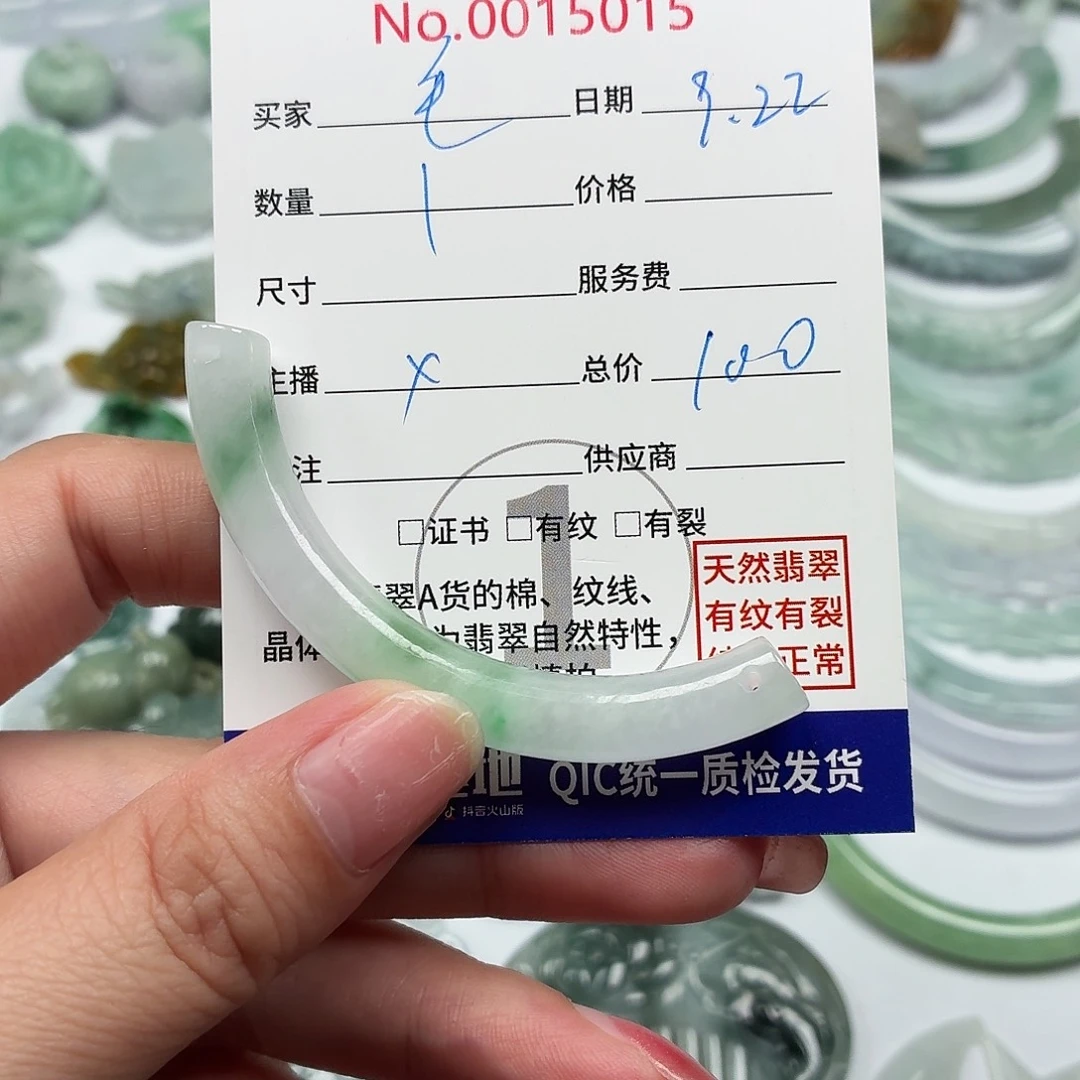 No.0015015
买家 毛 日期 9.22
数量 1 价格
尺寸 服务费
主播 X 总价 100
注 供应商
□证书 □有纹 □有裂
翠A货的棉、纹线、
晶体 为翡翠自然特性，
1
天然翡翠
有纹有裂
正常
地 QIC统一质检发货
抖音火山版